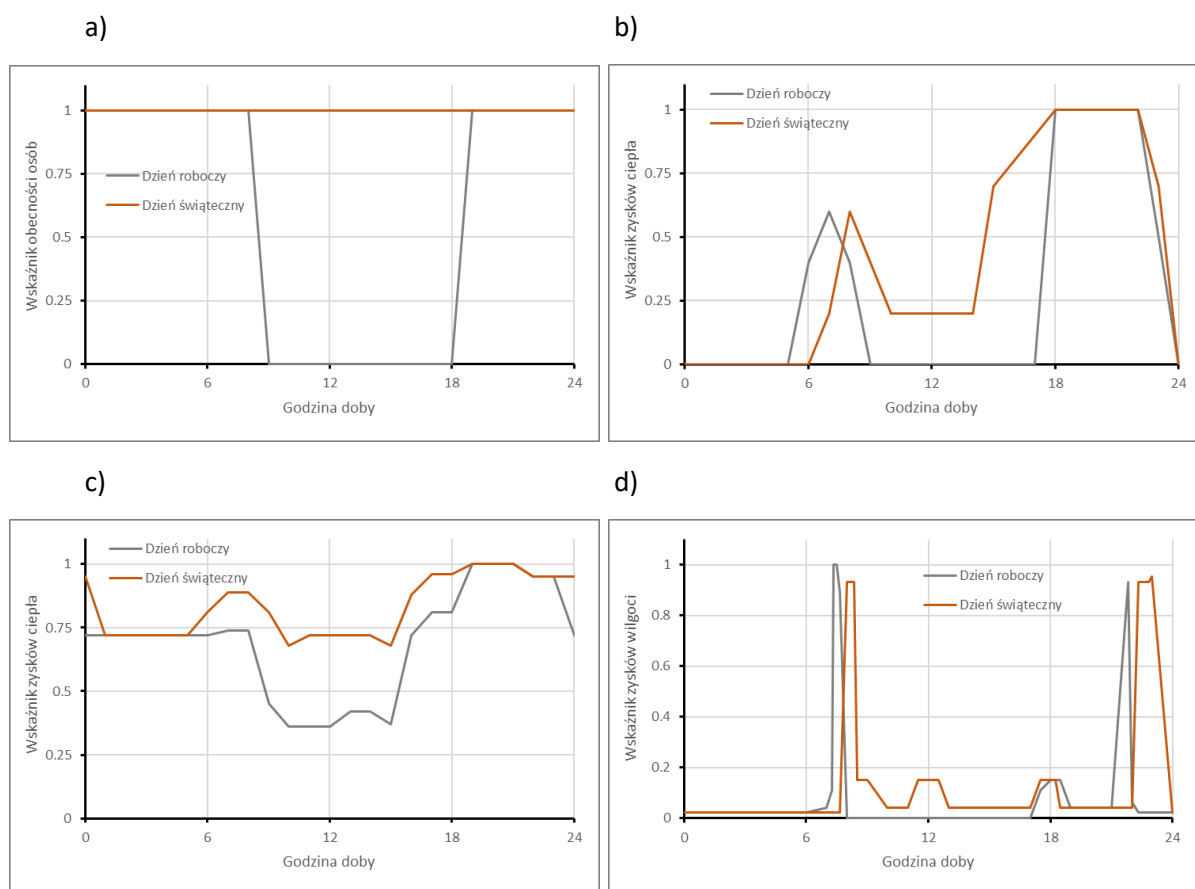 a)
Wskaźnik obecności osób
1
0.75
0.5
0.25
0
Dzień roboczy
Dzień świąteczny
0 6 12 18 24
Godzina doby
b)
Wskaźnik zysków ciepła
1
0.75
0.5
0.25
0
Dzień roboczy
Dzień świąteczny
0 6 12 18 24
Godzina doby
c)
Wskaźnik zysków ciepła
1
0.75
0.5
0.25
0
Dzień roboczy
Dzień świąteczny
0 6 12 18 24
Godzina doby
d)
Wskaźnik zysków wilgoci
1
0.8
0.6
0.4
0.2
0
Dzień roboczy
Dzień świąteczny
0 6 12 18 24
Godzina doby